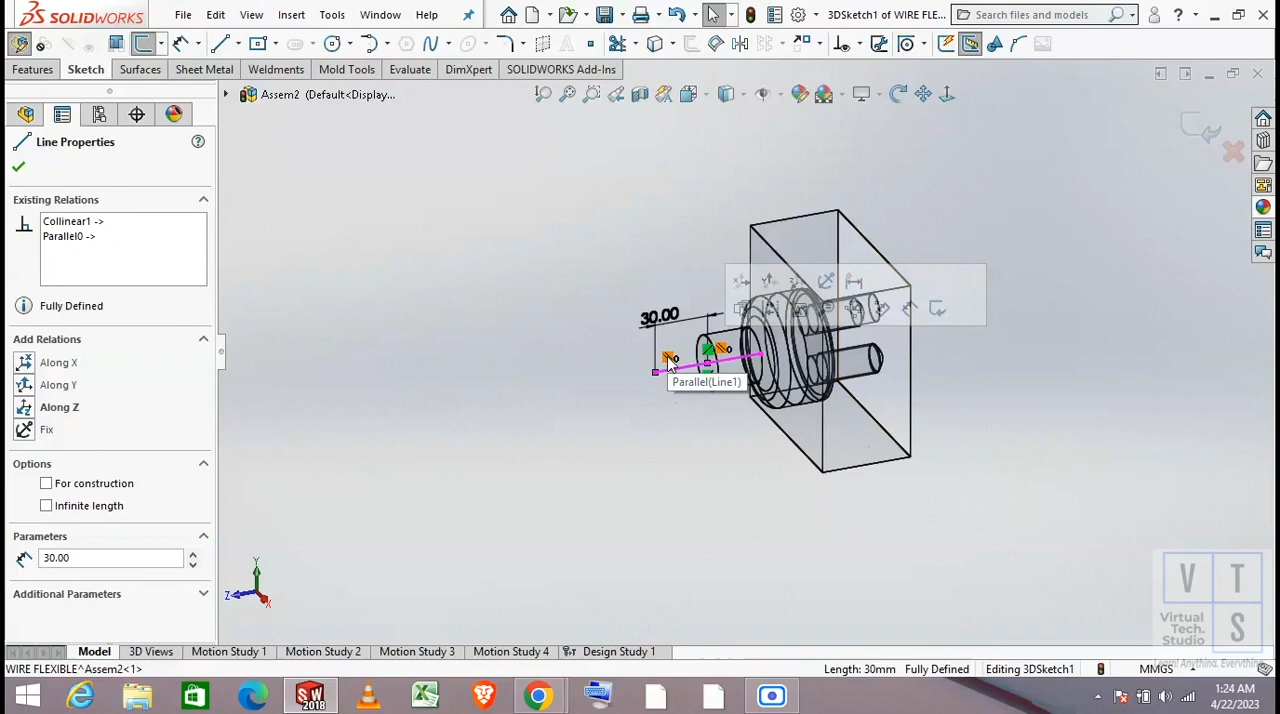 SOLIDWORKS
File
Edit
View
Insert
Tools
Window
Help
3DSketch1 of WIRE FLE...
Search files and models
Features
Sketch
Surfaces
Sheet Metal
Weldments
Mold Tools
Evaluate
DimXpert
SOLIDWORKS Add-Ins
Assem2 (Default<Display...
Line Properties
Existing Relations
Collinear1 ->
Parallel0 ->
Fully Defined
Add Relations
Along X
Along Y
Along Z
Fix
Options
For construction
Infinite length
Parameters
30.00
Additional Parameters
30.00
Parallel(Line1)
Y
Z
X
V T
S
Virtual
Tech.
Studio
Learn Anything. Everything
Model
3D Views
Motion Study 1
Motion Study 2
Motion Study 3
Motion Study 4
Design Study 1
WIRE FLEXIBLE^Assem2<1>
Length: 30mm
Fully Defined
Editing 3DSketch1
MMGS
SW
2018
1:24 AM
4/22/2023